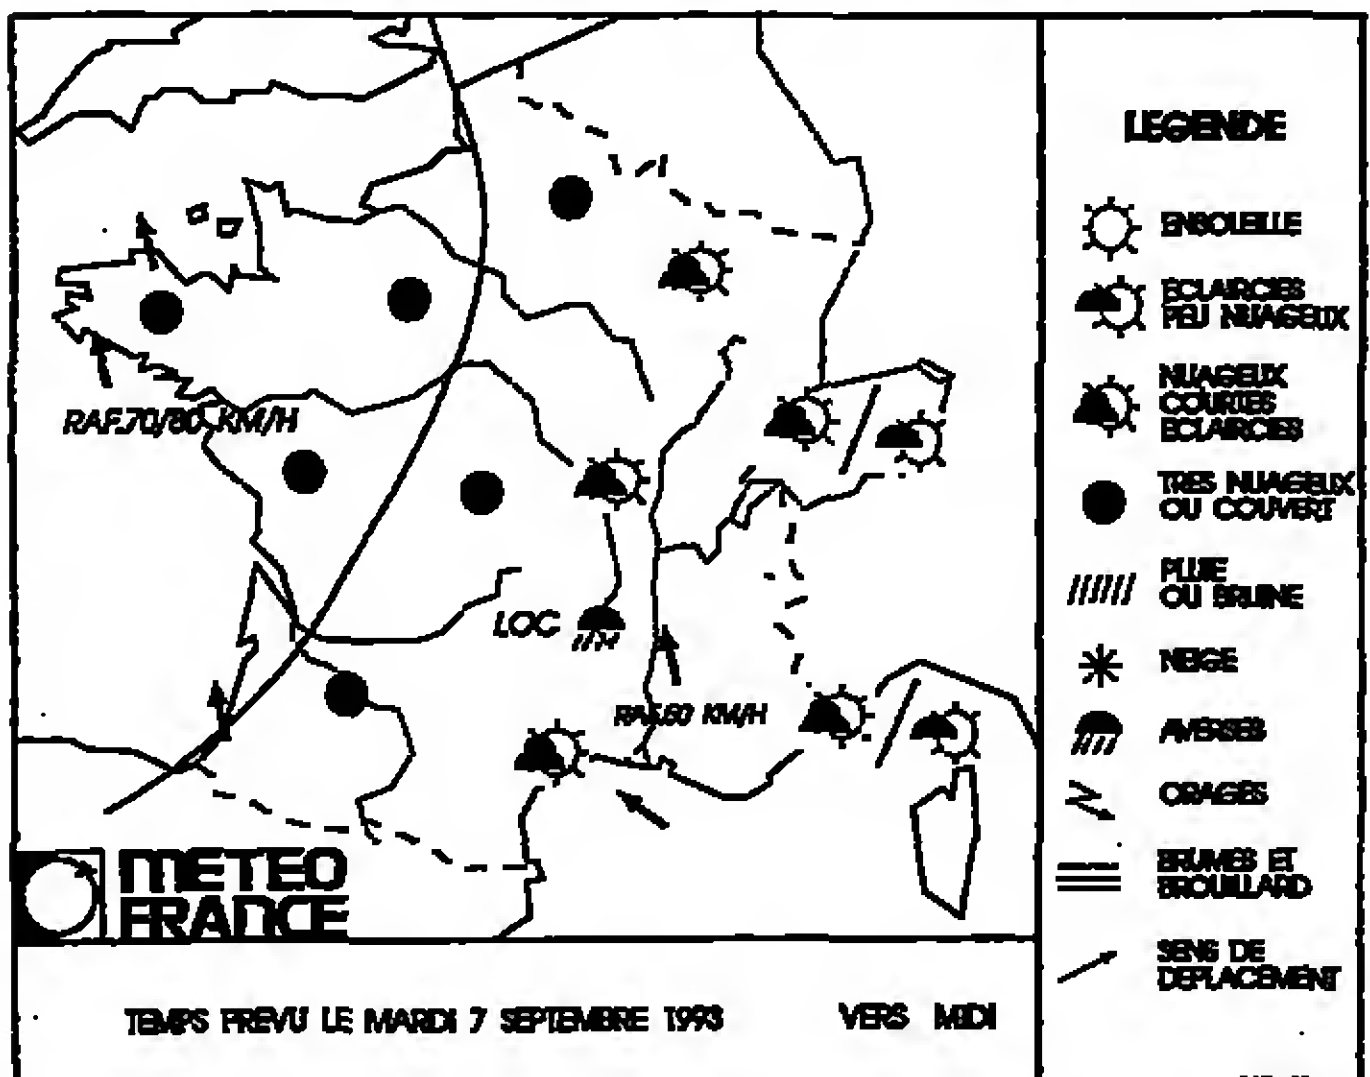 LEGENDE
ENSOLEILLE
ECLAIRCIES
PEU NUAGEUX
NUAGEUX
COURTES
ECLAIRCIES
TRES NUAGEUX
OU COUVERT
PLUIE
OU BRUINE
NEIGE
AVERSES
ORAGES
BRUMES ET
BROUILLARD
SENS DE
DEPLACEMENT
RAF.70/80 KM/H
LOC
RAF.60 KM/H
METEO
FRANCE
TEMPS PREVU LE MARDI 7 SEPTEMBRE 1993 VERS MIDI